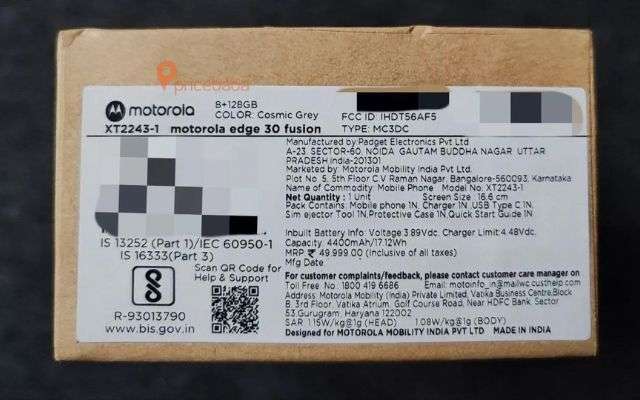 pricebaba
motorola
8+128GB
COLOR: Cosmic Grey
FCC ID: IHDT56AF5
XT2243-1 motorola edge 30 fusion
TYPE: MC3DC
Manufactured by:Padget Electronics Pvt Ltd
A-23, SECTOR-60, NOIDA, GAUTAM BUDDHA NAGAR, UTTAR
PRADESH India-201301
Marketed by: Motorola Mobility India Pvt Ltd.
Plot No. 5, 5th Floor C.V Raman Nagar, Bangalore-560093, Karnataka
Name of Commodity: Mobile Phone Model No: XT2243-1
Net Quantity : 1 Unit Screen Size : 16.6 cm
Pack Contains: Mobile phone 1N, Charger 1N, USB Type C 1N,
Sim ejector Tool 1N,Protective Case 1N,Quick Start Guide 1N
Inbuilt Battery Info: Voltage 3.89Vdc, Charger Limit:4.48Vdc,
Capacity: 4400mAh/17.12Wh
MRP ₹ 49,999.00 (Inclusive of all taxes)
Mfg Date:
IS 13252 (Part 1)/IEC 60950-1
IS 16333(Part 3)
Scan QR Code for
Help & Support
R-93013790
www.bis.gov.in
For customer complaints/feedback, please contact customer care manager on
Toll Free No.: 1800 419 6686 Email: motoinfo_in@mailwc.custhelp.com
Address: Motorola Mobility (India) Private Limited, Vatika Business Centre,Block
B, 3rd Floor, Vatika Atrium, Golf Course Road, Near HDFC Bank, Sector
53,Gurugram, Haryana 122002
SAR: 1.15W/kg@1g (HEAD) 1.08W/kg@1g (BODY)
Designed for MOTOROLA MOBILITY INDIA PVT LTD MADE IN INDIA